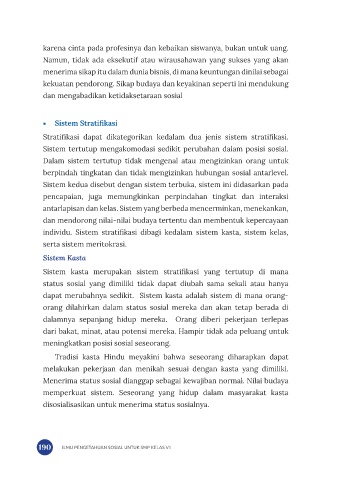 karena cinta pada profesinya dan kebaikan siswanya, bukan untuk uang.
Namun, tidak ada eksekutif atau wirausahawan yang sukses yang akan
menerima sikap itu dalam dunia bisnis, di mana keuntungan dinilai sebagai
kekuatan pendorong. Sikap budaya dan keyakinan seperti ini mendukung
dan mengabadikan ketidaksetaraan sosial
• Sistem Stratifikasi
Stratifikasi dapat dikategorikan kedalam dua jenis sistem stratifikasi.
Sistem tertutup mengakomodasi sedikit perubahan dalam posisi sosial.
Dalam sistem tertutup tidak mengenal atau mengizinkan orang untuk
berpindah tingkatan dan tidak mengizinkan hubungan sosial antarlevel.
Sistem kedua disebut dengan sistem terbuka, sistem ini didasarkan pada
pencapaian, juga memungkinkan perpindahan tingkat dan interaksi
antarlapisan dan kelas. Sistem yang berbeda mencerminkan, menekankan,
dan mendorong nilai-nilai budaya tertentu dan membentuk kepercayaan
individu. Sistem stratifikasi dibagi kedalam sistem kasta, sistem kelas,
serta sistem meritokrasi.
Sistem Kasta
Sistem kasta merupakan sistem stratifikasi yang tertutup di mana
status sosial yang dimiliki tidak dapat diubah sama sekali atau hanya
dapat merubahnya sedikit. Sistem kasta adalah sistem di mana orang-
orang dilahirkan dalam status sosial mereka dan akan tetap berada di
dalamnya sepanjang hidup mereka. Orang diberi pekerjaan terlepas
dari bakat, minat, atau potensi mereka. Hampir tidak ada peluang untuk
meningkatkan posisi sosial seseorang.
Tradisi kasta Hindu meyakini bahwa seseorang diharapkan dapat
melakukan pekerjaan dan menikah sesuai dengan kasta yang dimiliki.
Menerima status sosial dianggap sebagai kewajiban normal. Nilai budaya
memperkuat sistem. Seseorang yang hidup dalam masyarakat kasta
disosialisasikan untuk menerima status sosialnya.
190 ILMU PENGETAHUAN SOSIAL UNTUK SMP KELAS VII